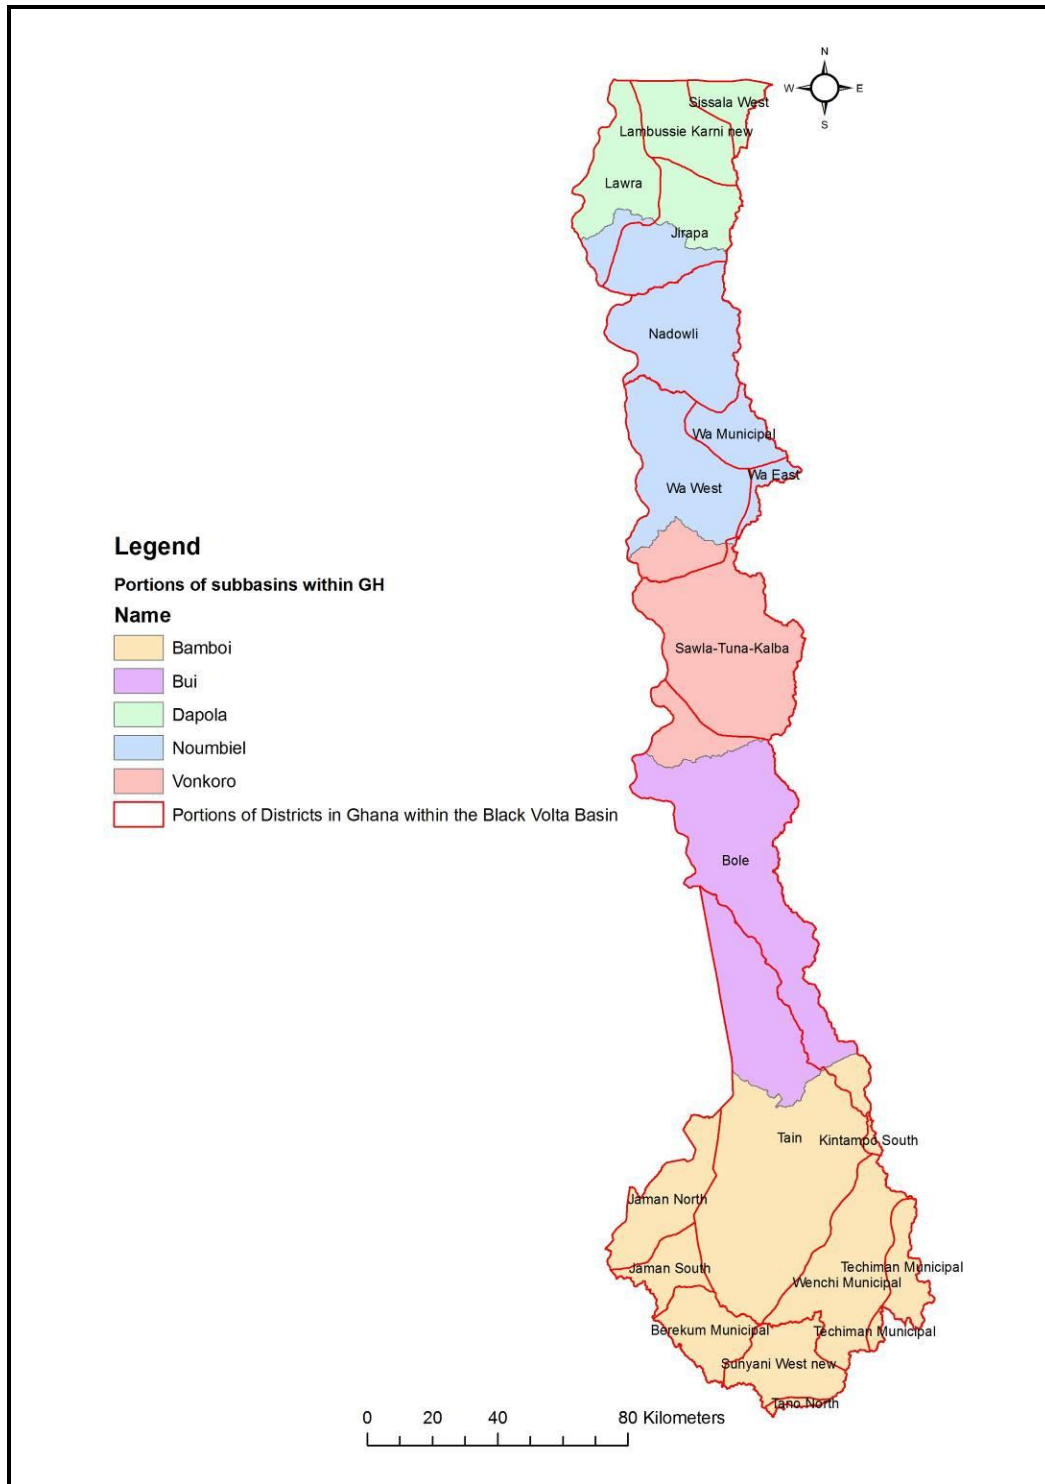 N
W
E
S
Sissala West
Lambussie Karni new
Lawra
Jirapa
Nadowli
Wa Municipal
Wa East
Wa West
Legend
Portions of subbasins within GH
Name
Bamboi
Bui
Dapola
Noumbiel
Vonkoro
Portions of Districts in Ghana within the Black Volta Basin
Sawla-Tuna-Kalba
Bole
Tain
Kintampo South
Jaman North
Jaman South
Techiman Municipal
Wenchi Municipal
Berekum Municipal
Techiman Municipal
Sunyani West new
Tano North
0 20 40 80 Kilometers